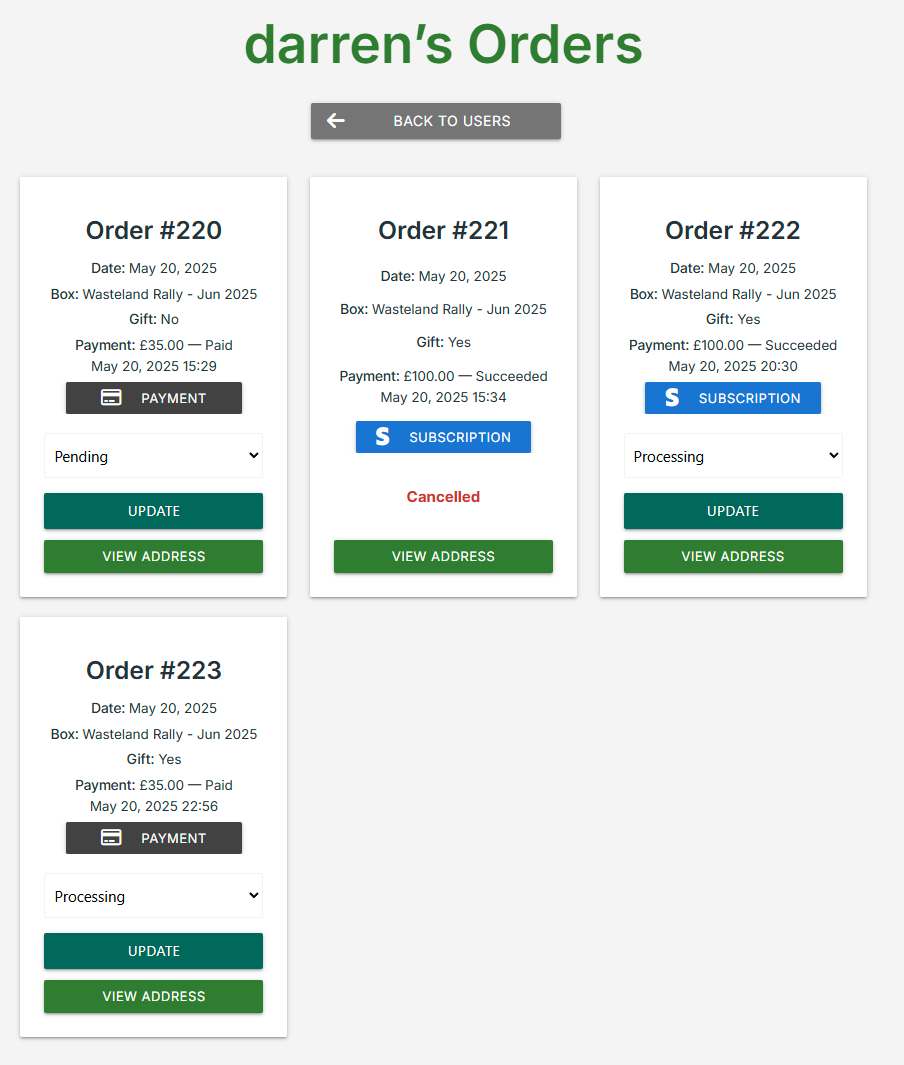 darren's Orders
BACK TO USERS
Order #220
Date: May 20, 2025
Box: Wasteland Rally - Jun 2025
Gift: No
Payment: £35.00 — Paid
May 20, 2025 15:29
PAYMENT
Pending
UPDATE
VIEW ADDRESS
Order #221
Date: May 20, 2025
Box: Wasteland Rally - Jun 2025
Gift: Yes
Payment: £100.00 — Succeeded
May 20, 2025 15:34
S SUBSCRIPTION
Cancelled
VIEW ADDRESS
Order #222
Date: May 20, 2025
Box: Wasteland Rally - Jun 2025
Gift: Yes
Payment: £100.00 — Succeeded
May 20, 2025 20:30
S SUBSCRIPTION
Processing
UPDATE
VIEW ADDRESS
Order #223
Date: May 20, 2025
Box: Wasteland Rally - Jun 2025
Gift: Yes
Payment: £35.00 — Paid
May 20, 2025 22:56
PAYMENT
Processing
UPDATE
VIEW ADDRESS